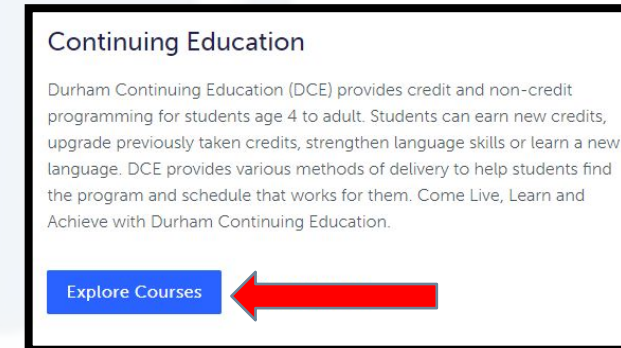 Continuing Education
Durham Continuing Education (DCE) provides credit and non-credit
programming for students age 4 to adult. Students can earn new credits,
upgrade previously taken credits, strengthen language skills or learn a new
language. DCE provides various methods of delivery to help students find
the program and schedule that works for them. Come Live, Learn and
Achieve with Durham Continuing Education.
Explore Courses